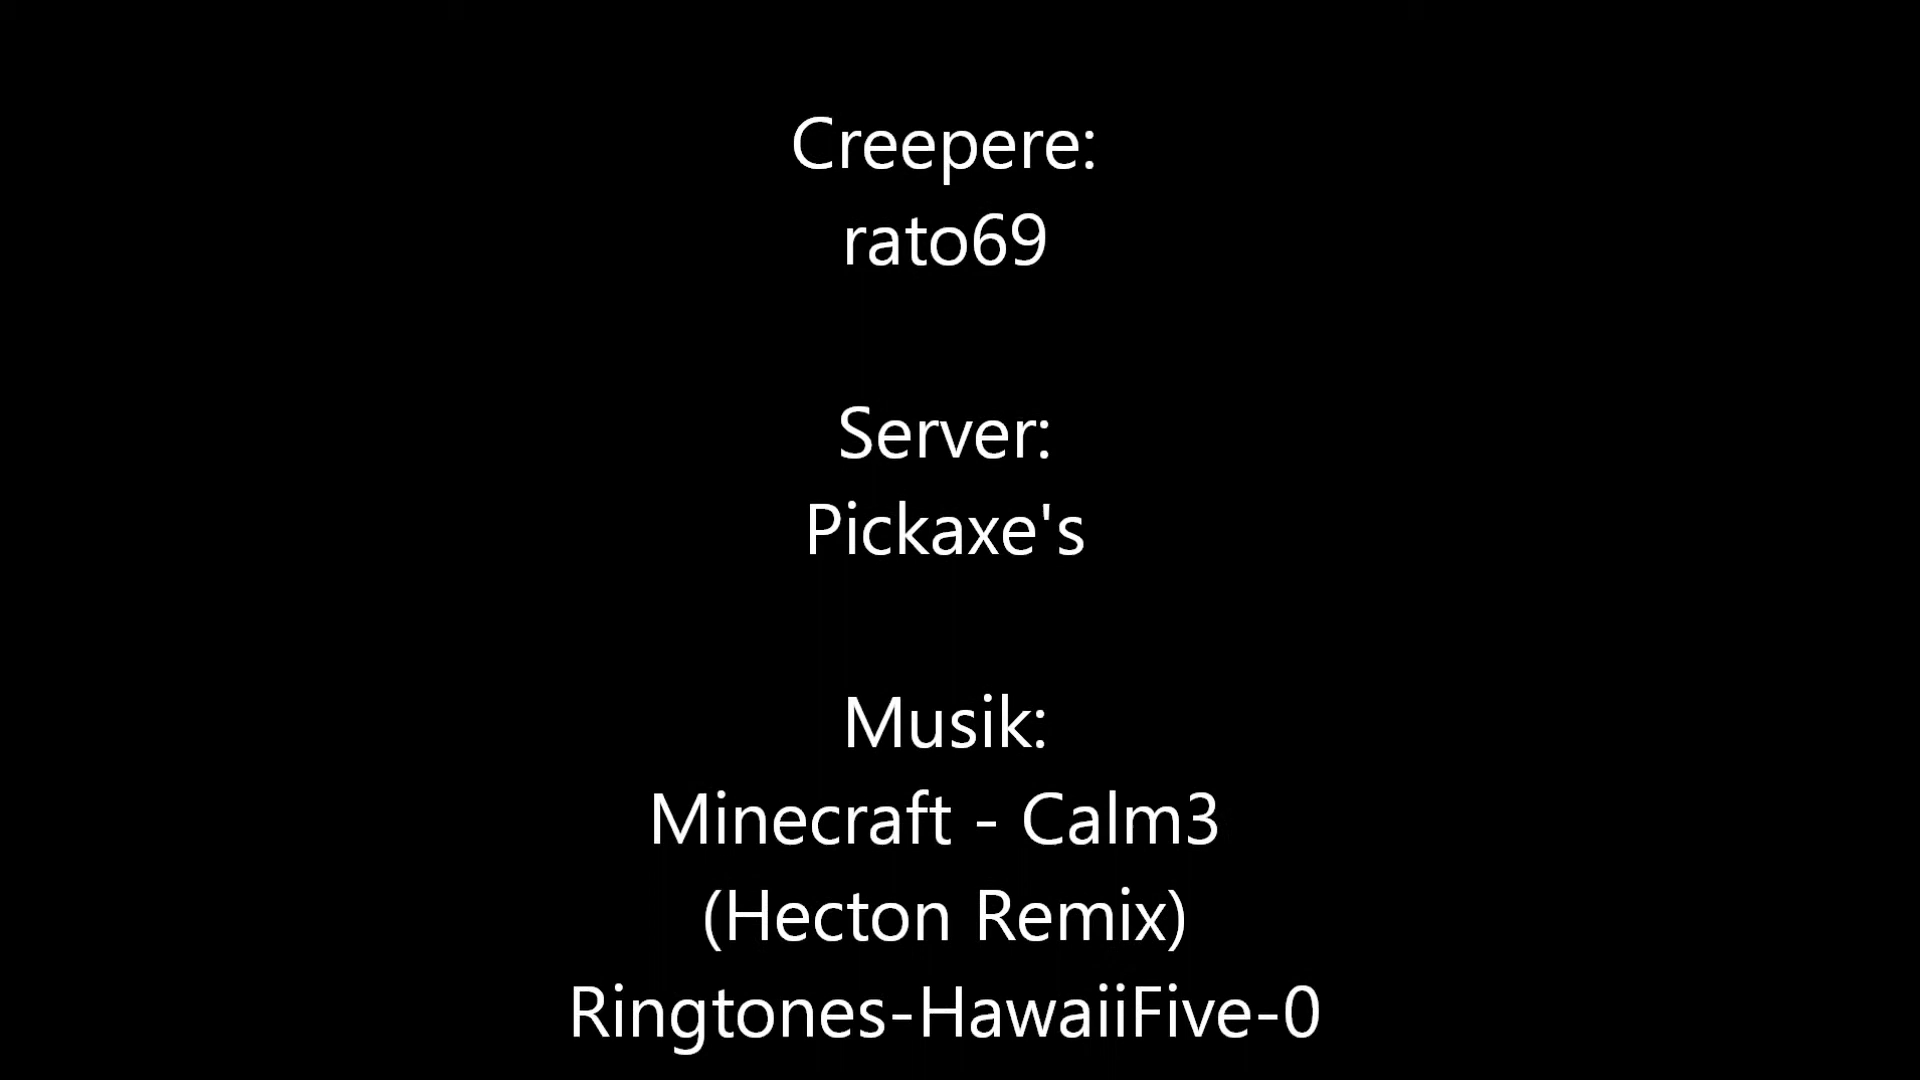 Creepere:
rato69
Server:
Pickaxe's
Musik:
Minecraft - Calm3
(Hecton Remix)
Ringtones-HawaiiFive-0